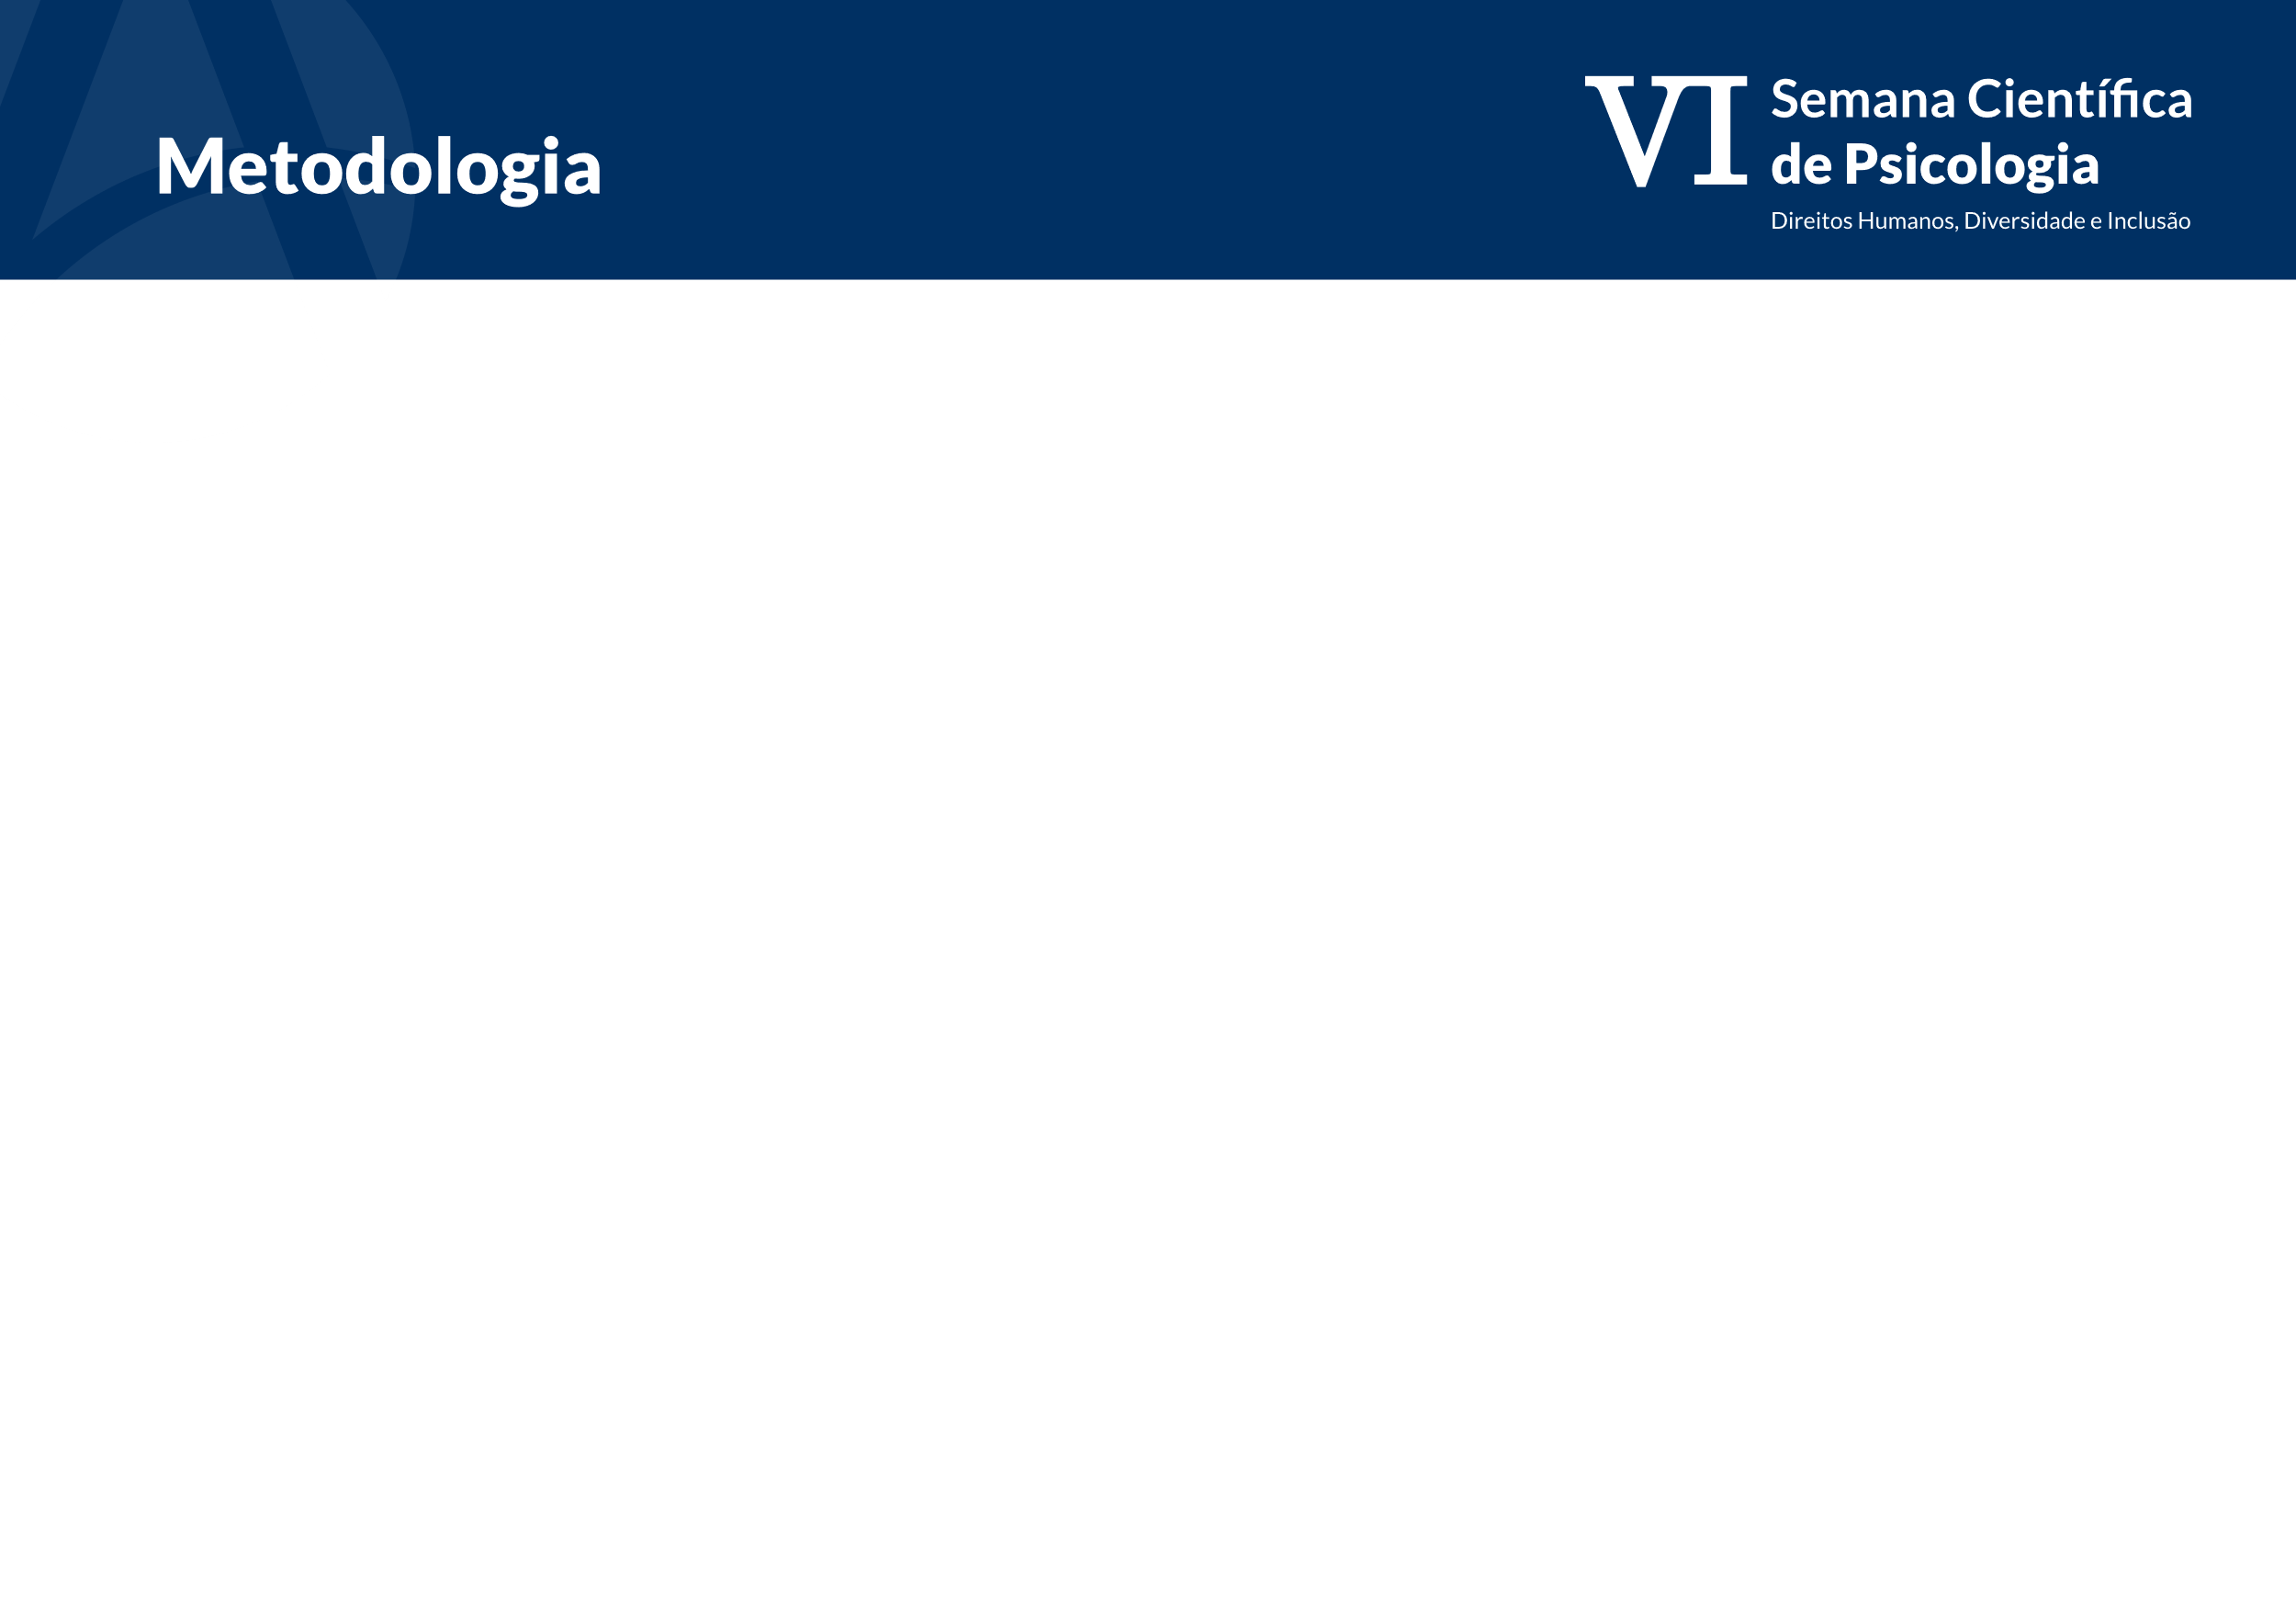 Metodologia
VI
Semana Científica
de Psicologia
Direitos Humanos, Diversidade e Inclusão